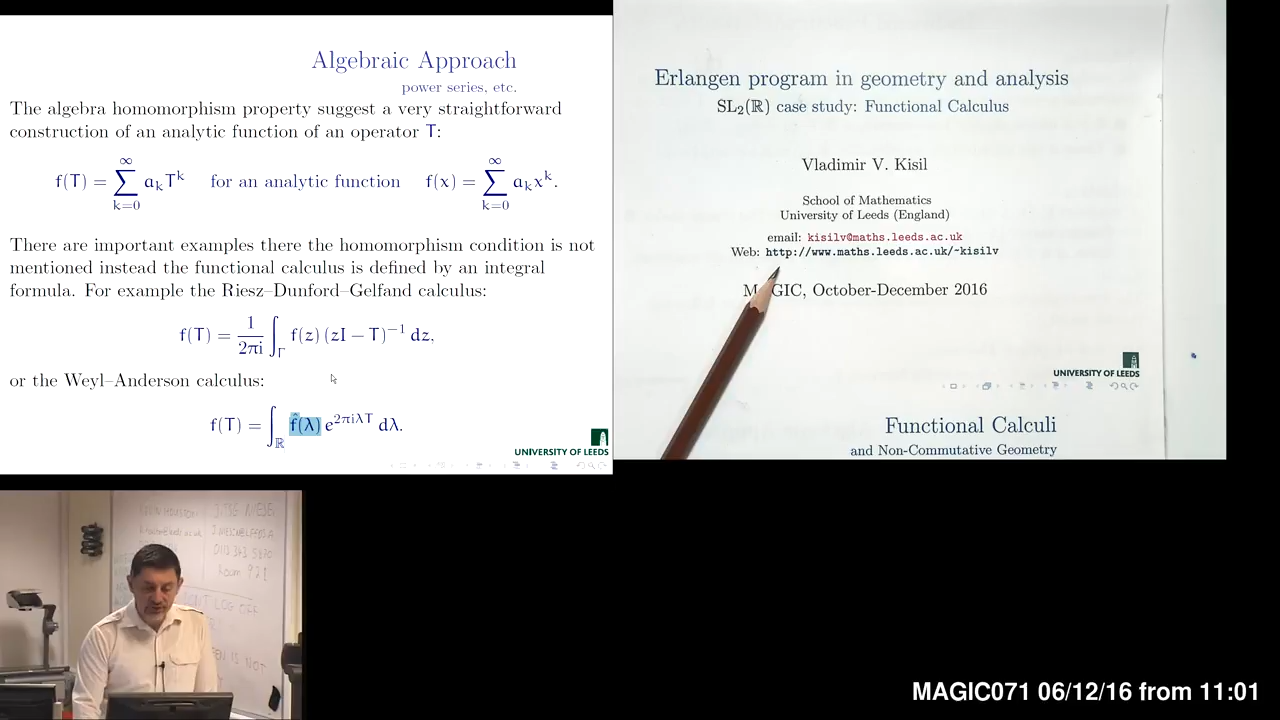 Algebraic Approach
power series, etc.
The algebra homomorphism property suggest a very straightforward
construction of an analytic function of an operator T:
f(T) = ∑_{k=0}^{∞} a_k T^k for an analytic function f(x) = ∑_{k=0}^{∞} a_k x^k.
There are important examples there the homomorphism condition is not
mentioned instead the functional calculus is defined by an integral
formula. For example the Riesz–Dunford–Gelfand calculus:
f(T) = 1/2πi ∫_Γ f(z) (zI − T)^{−1} dz,
or the Weyl–Anderson calculus:
f(T) = ∫_ℝ f̂(λ) e^{2πiλT} dλ.
UNIVERSITY OF LEEDS
Erlangen program in geometry and analysis
SL₂(ℝ) case study: Functional Calculus
Vladimir V. Kisil
School of Mathematics
University of Leeds (England)
email: kisilv@maths.leeds.ac.uk
Web: http://www.maths.leeds.ac.uk/~kisilv
M GIC, October-December 2016
UNIVERSITY OF LEEDS
Functional Calculi
and Non-Commutative Geometry
LOG OFF
IS NOT
MAGIC071 06/12/16 from 11:01